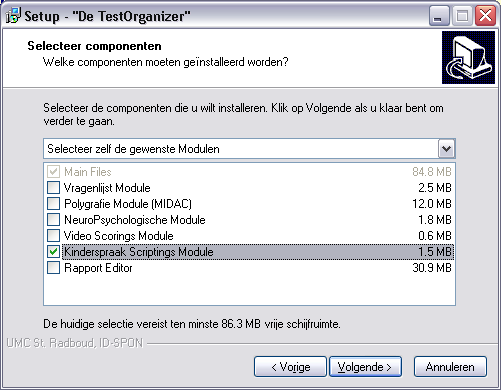 Setup - "De TestOrganizer"
Selecteer componenten
Welke componenten moeten geïnstalleerd worden?
Selecteer de componenten die u wilt installeren. Klik op Volgende als u klaar bent om
verder te gaan.
Selecteer zelf de gewenste Modulen
Main Files 84.8 MB
Vragenlijst Module 2.5 MB
Polygrafie Module (MIDAC) 12.0 MB
NeuroPsychologische Module 1.8 MB
Video Scorings Module 0.6 MB
Kinderspraak Scriptings Module 1.5 MB
Rapport Editor 30.9 MB
De huidige selectie vereist ten minste 86.3 MB vrije schijfruimte.
UMC St. Radboud, ID-SPON
< Vorige Volgende > Annuleren